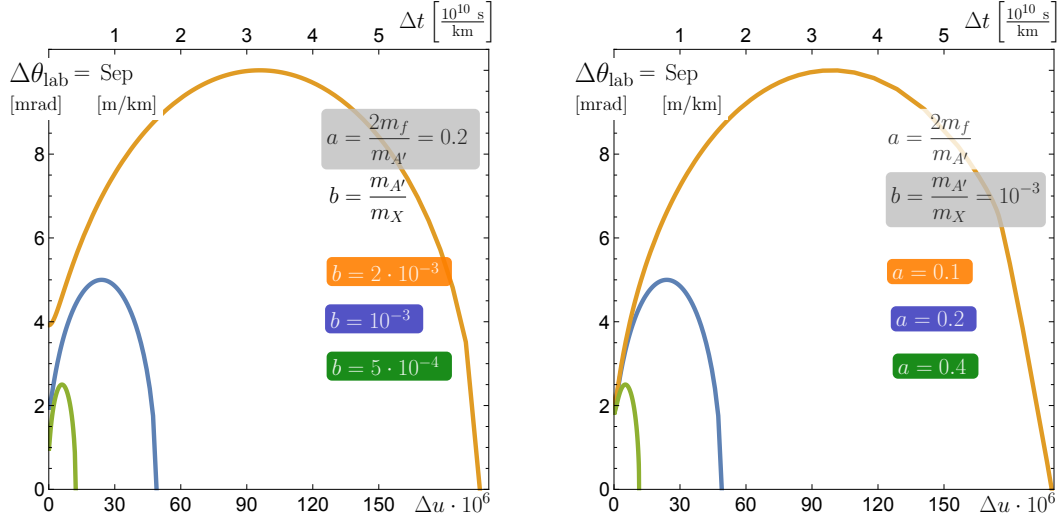 1 2 3 4 5 Δt [10^10 s / km]
Δθ_lab = Sep
[mrad] [m/km]
a = 2m_f / m_A′ = 0.2
b = m_A′ / m_X
b = 2 · 10^−3
b = 10^−3
b = 5 · 10^−4
8
6
4
2
0
0 30 60 90 120 150 Δu · 10^6
1 2 3 4 5 Δt [10^10 s / km]
Δθ_lab = Sep
[mrad] [m/km]
a = 2m_f / m_A′
b = m_A′ / m_X = 10^−3
a = 0.1
a = 0.2
a = 0.4
8
6
4
2
0
0 30 60 90 120 150 Δu · 10^6